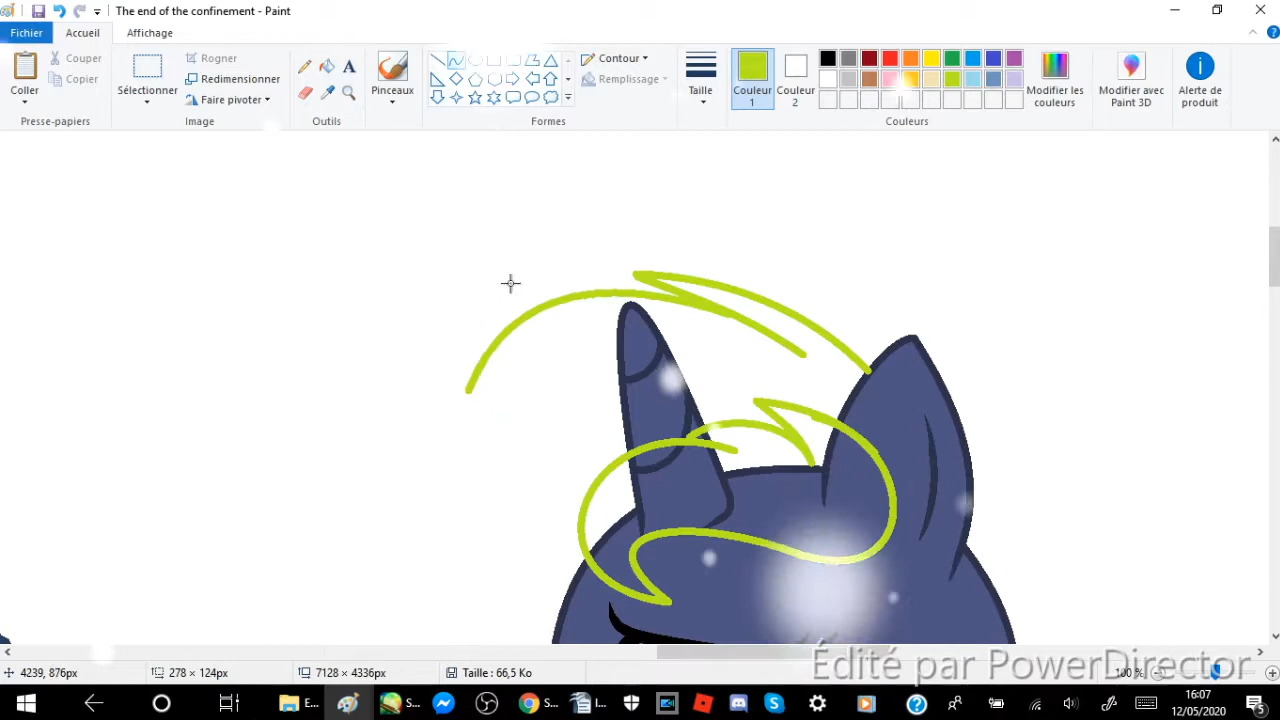 The end of the confinement - Paint
Fichier Accueil Affichage
Coller
Couper
Copier
Presse-papiers
Sélectionner
Rogner
Redimensionner
Faire pivoter
Image
A
Outils
Pinceaux
Contour
Remplissage
Formes
Taille
Couleur 1
Couleur 2
Modifier les couleurs
Couleurs
Modifier avec Paint 3D
Alerte de produit
Édité par PowerDirector
4239, 876px
278 × 124px
7128 × 4336px
Taille : 66,5 Ko
100 %
E...
S...
S...
I...
16:07
12/05/2020
5